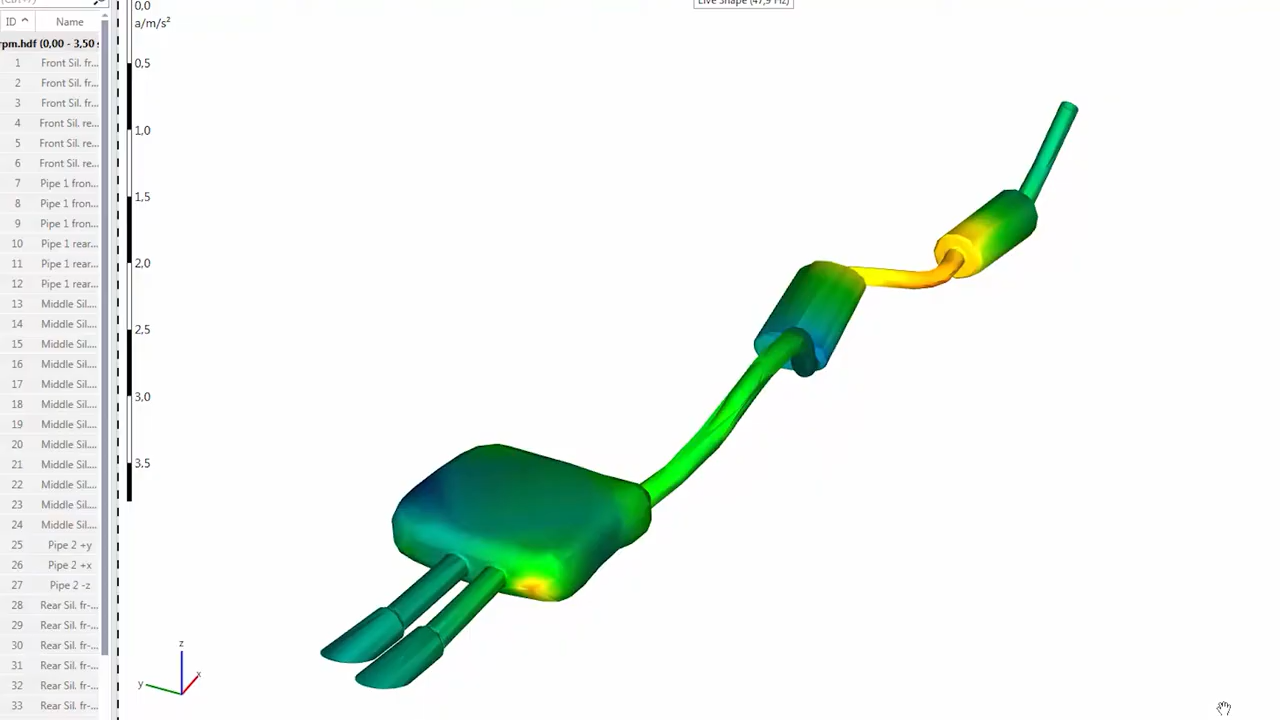 ID Name
rpm.hdf (0,00 - 3,50 s
1 Front Sil. fr...
2 Front Sil. fr...
3 Front Sil. fr...
4 Front Sil. re...
5 Front Sil. re...
6 Front Sil. re...
7 Pipe 1 fron...
8 Pipe 1 fron...
9 Pipe 1 fron...
10 Pipe 1 rear...
11 Pipe 1 rear...
12 Pipe 1 rear...
13 Middle Sil....
14 Middle Sil....
15 Middle Sil....
16 Middle Sil....
17 Middle Sil....
18 Middle Sil....
19 Middle Sil....
20 Middle Sil....
21 Middle Sil....
22 Middle Sil....
23 Middle Sil....
24 Middle Sil....
25 Pipe 2 +y
26 Pipe 2 +x
27 Pipe 2 -z
28 Rear Sil. fr-...
29 Rear Sil. fr-...
30 Rear Sil. fr-...
31 Rear Sil. fr-...
32 Rear Sil. fr-...
33 Rear Sil. fr-...
0,0
a/m/s²
0,5
1,0
1,5
2,0
2,5
3,0
3.5
Live Shape (47,9 Hz)
z
y
x